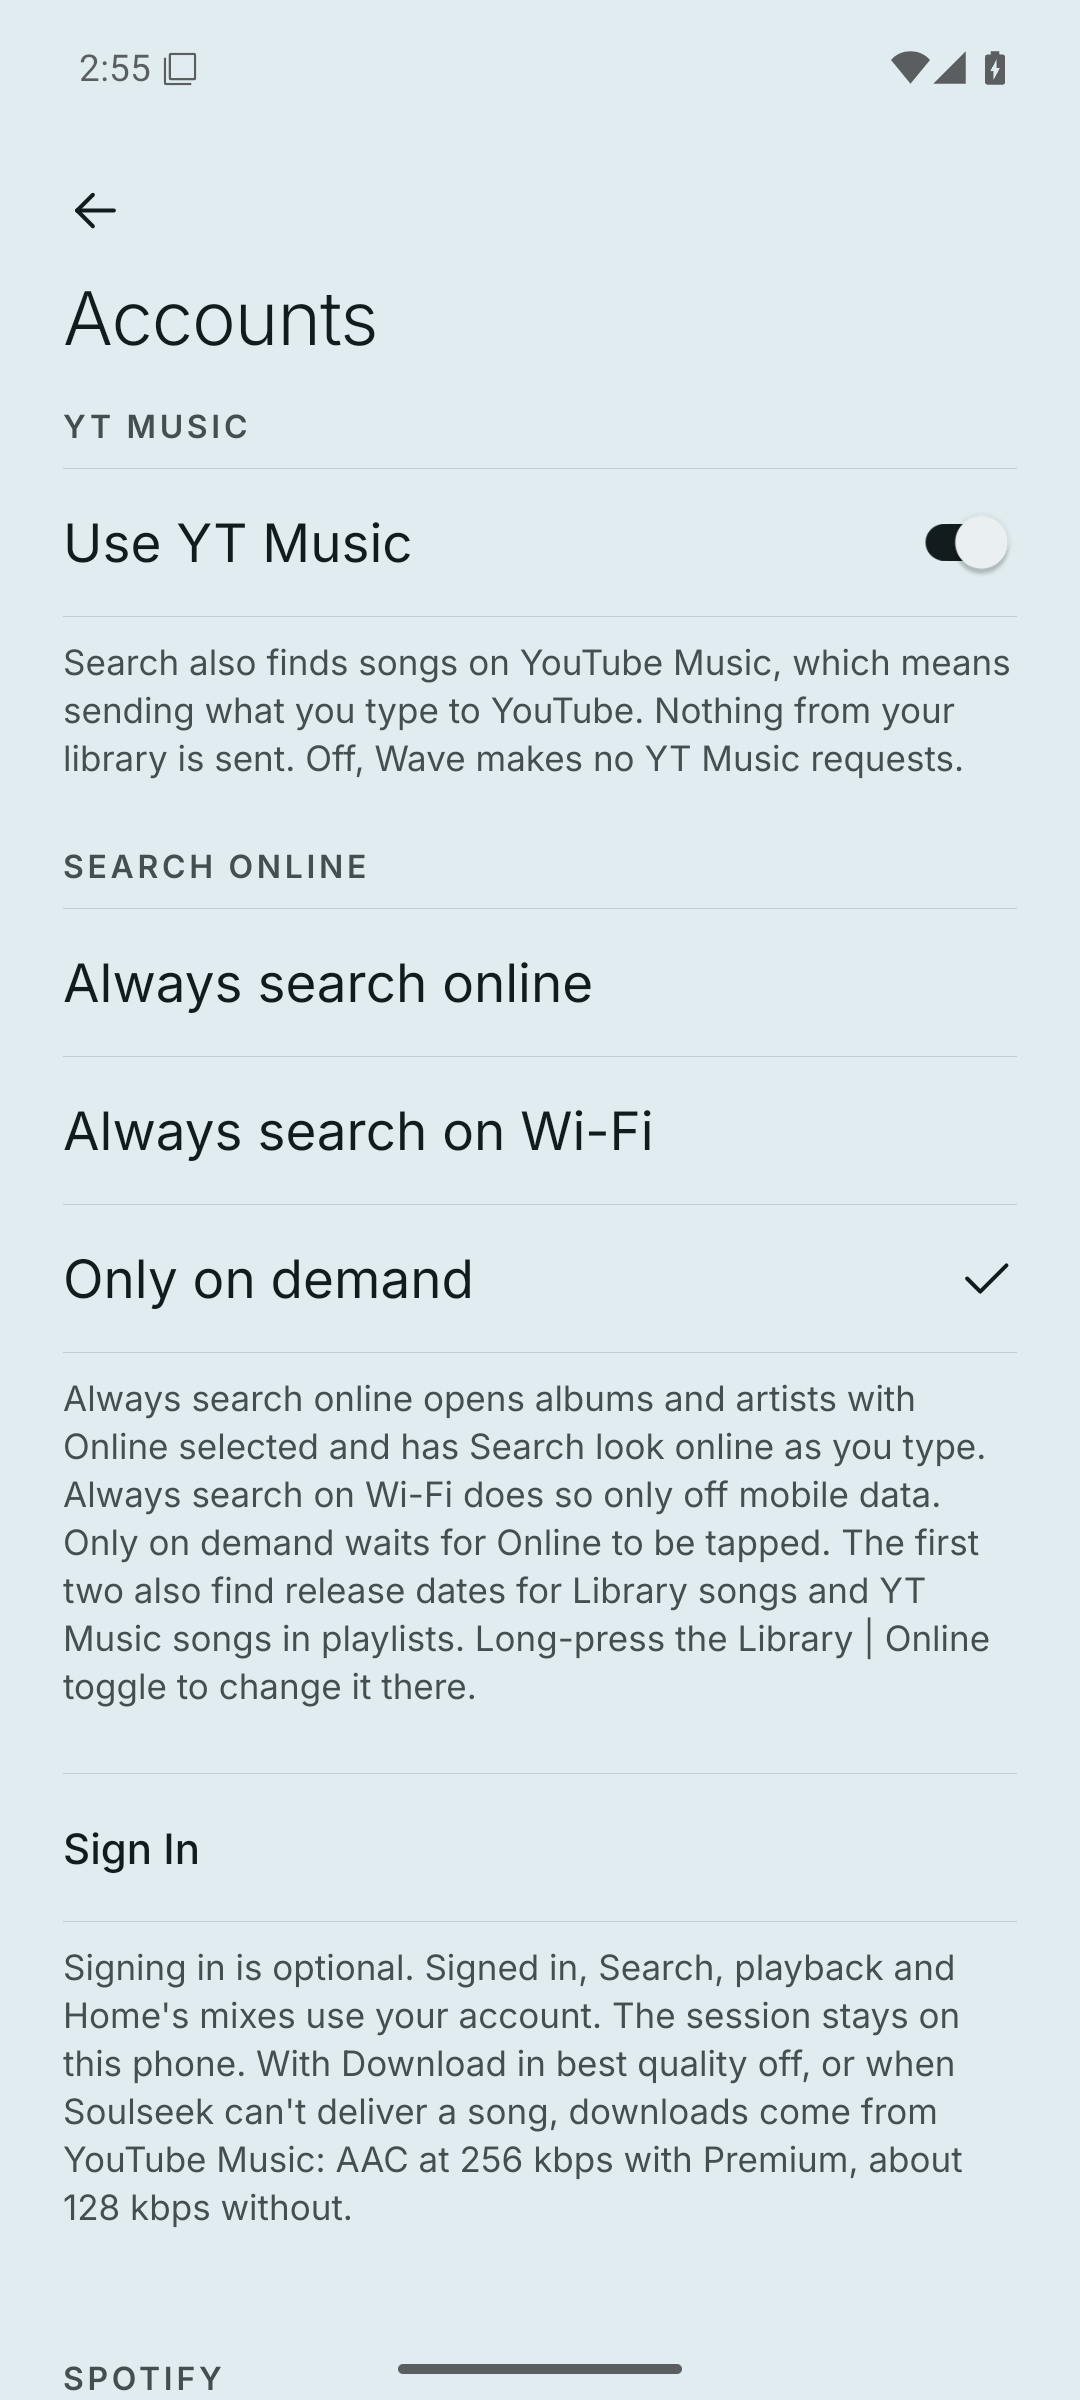 2:55
Accounts
YT MUSIC
Use YT Music
Search also finds songs on YouTube Music, which means
sending what you type to YouTube. Nothing from your
library is sent. Off, Wave makes no YT Music requests.
SEARCH ONLINE
Always search online
Always search on Wi-Fi
Only on demand
Always search online opens albums and artists with
Online selected and has Search look online as you type.
Always search on Wi-Fi does so only off mobile data.
Only on demand waits for Online to be tapped. The first
two also find release dates for Library songs and YT
Music songs in playlists. Long-press the Library | Online
toggle to change it there.
Sign In
Signing in is optional. Signed in, Search, playback and
Home's mixes use your account. The session stays on
this phone. With Download in best quality off, or when
Soulseek can't deliver a song, downloads come from
YouTube Music: AAC at 256 kbps with Premium, about
128 kbps without.
SPOTIFY